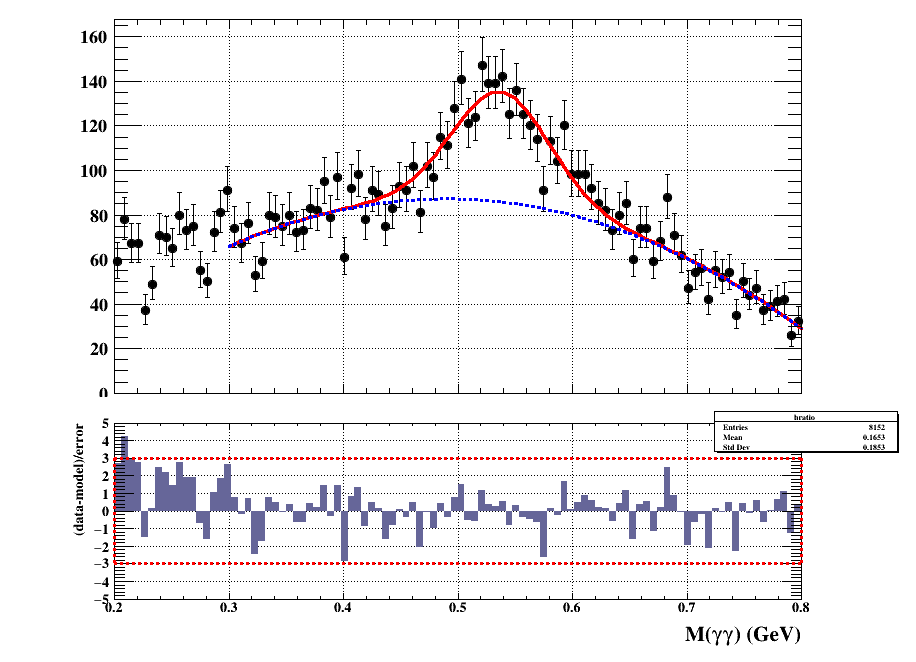 160
140
120
100
80
60
40
20
0
hratio
Entries 8152
Mean 0.1653
Std Dev 0.1853
(data-model)/error
5
4
3
2
1
0
−1
−2
−3
−4
−5
0.2 0.3 0.4 0.5 0.6 0.7 0.8
M(γγ) (GeV)